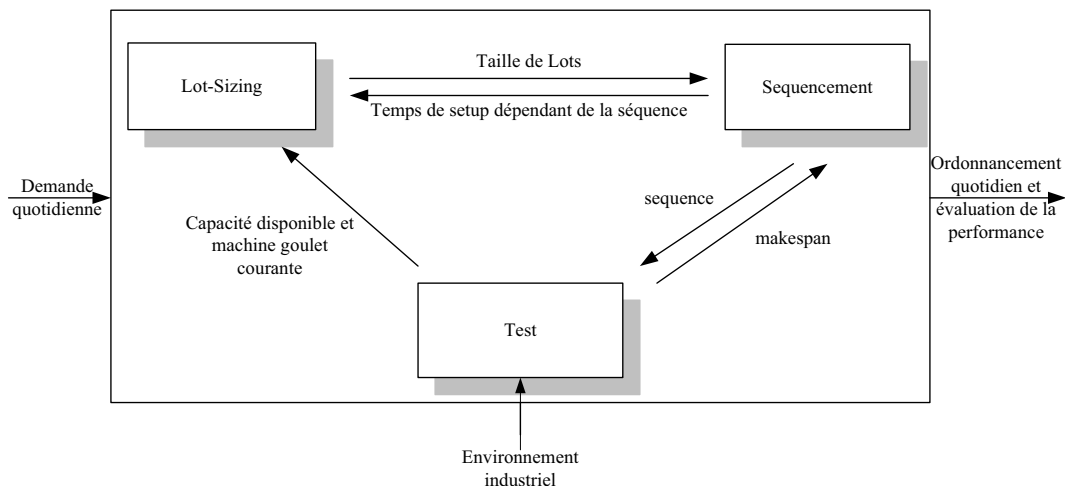 Lot-Sizing
Taille de Lots
Temps de setup dépendant de la séquence
Sequencement
Demande
quotidienne
Capacité disponible et
machine goulet
courante
sequence
makespan
Ordonnancement
quotidien et
évaluation de la
performance
Test
Environnement
industriel